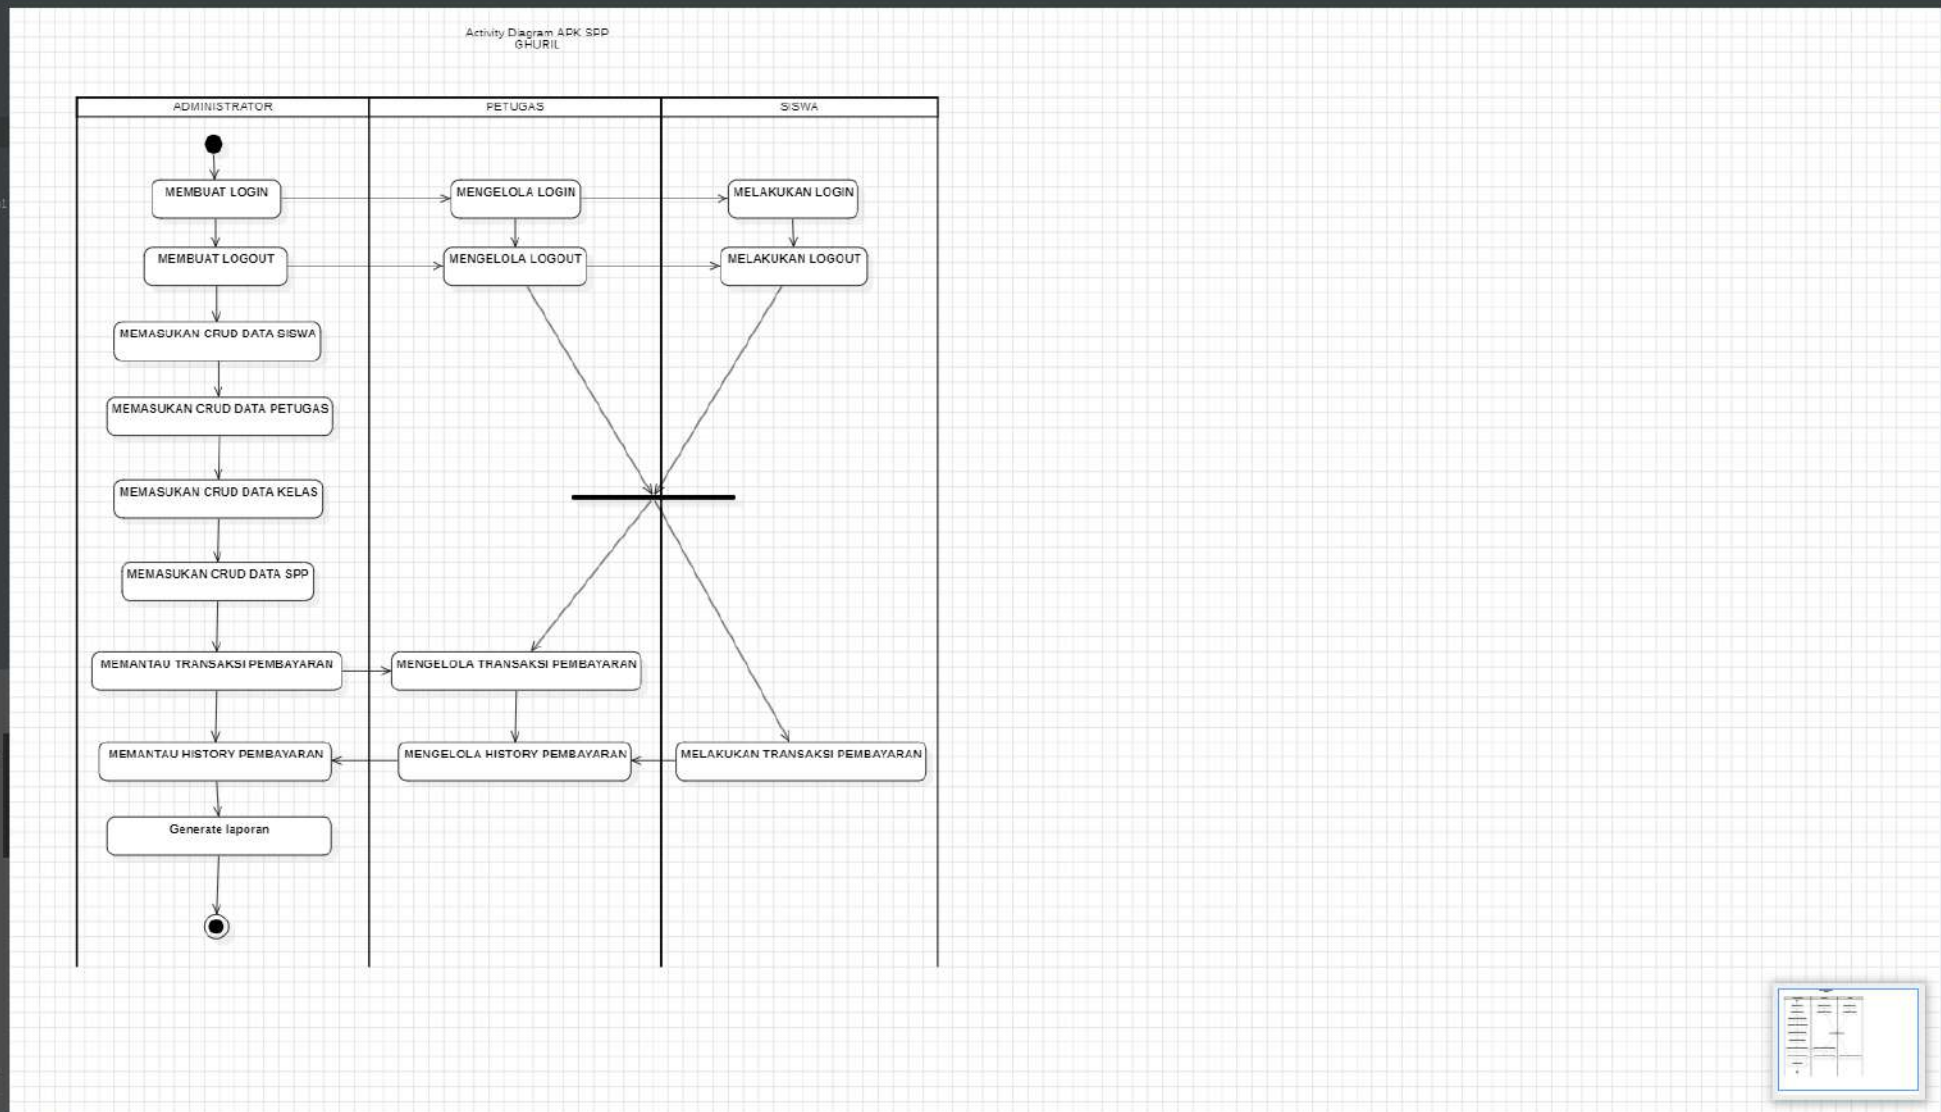 Activity Diagram APK SPP
GHURIL
ADMINISTRATOR
PETUGAS
SISWA
MEMBUAT LOGIN
MENGELOLA LOGIN
MELAKUKAN LOGIN
MEMBUAT LOGOUT
MENGELOLA LOGOUT
MELAKUKAN LOGOUT
MEMASUKAN CRUD DATA SISWA
MEMASUKAN CRUD DATA PETUGAS
MEMASUKAN CRUD DATA KELAS
MEMASUKAN CRUD DATA SPP
MEMANTAU TRANSAKSI PEMBAYARAN
MENGELOLA TRANSAKSI PEMBAYARAN
MEMANTAU HISTORY PEMBAYARAN
MENGELOLA HISTORY PEMBAYARAN
MELAKUKAN TRANSAKSI PEMBAYARAN
Generate laporan